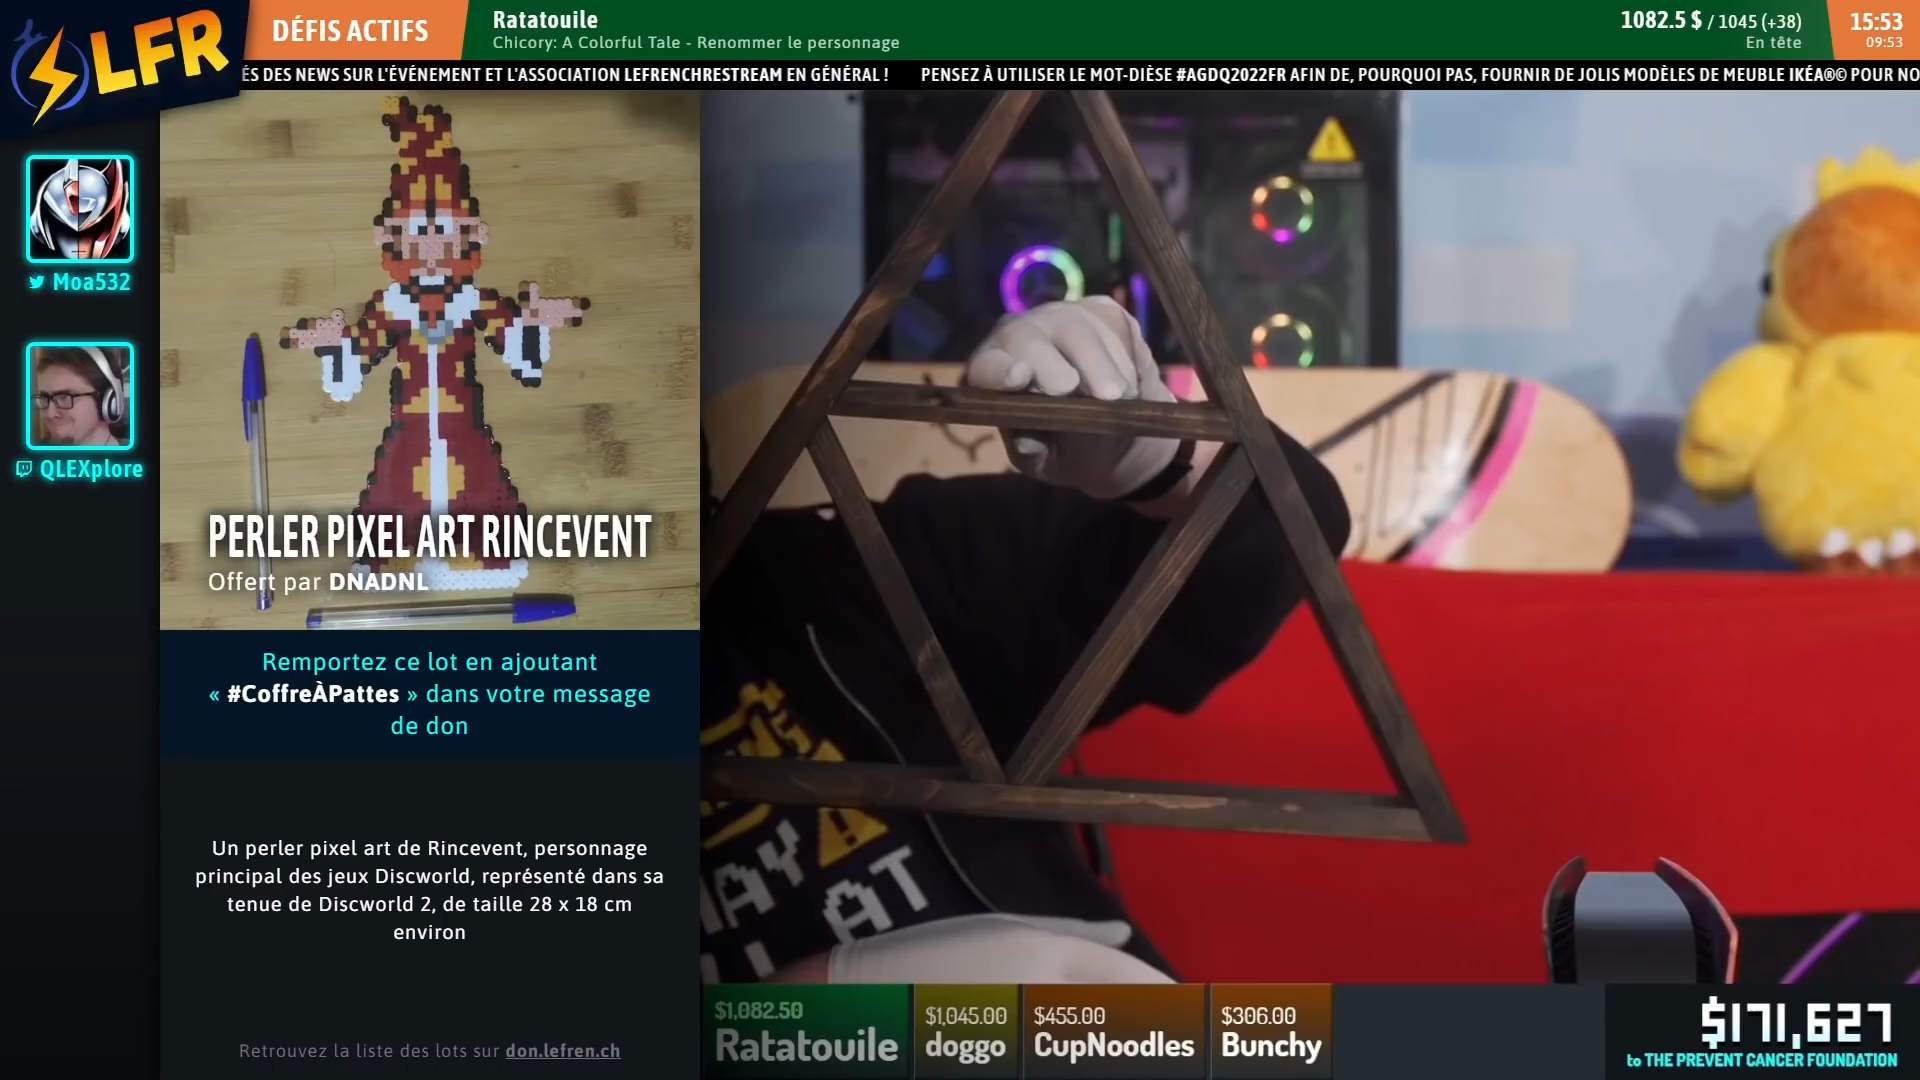 LFR
DÉFIS ACTIFS
Ratatouile
Chicory: A Colorful Tale - Renommer le personnage
1082.5 $ / 1045 (+38)
En tête
15:53
09:53
ÉS DES NEWS SUR L'ÉVÉNEMENT ET L'ASSOCIATION LEFRENCHRESTREAM EN GÉNÉRAL !
PENSEZ À UTILISER LE MOT-DIÈSE #AGDQ2022FR AFIN DE, POURQUOI PAS, FOURNIR DE JOLIS MODÈLES DE MEUBLE IKÉA®© POUR NO
Moa532
QLEXplore
PERLER PIXEL ART RINCEVENT
Offert par DNADNL
Remportez ce lot en ajoutant
« #CoffreÀPattes » dans votre message
de don
Un perler pixel art de Rincevent, personnage
principal des jeux Discworld, représenté dans sa
tenue de Discworld 2, de taille 28 x 18 cm
environ
Retrouvez la liste des lots sur don.lefren.ch
AT
$1,082.50
Ratatouile
$1,045.00
doggo
$455.00
CupNoodles
$306.00
Bunchy
$171,627
to THE PREVENT CANCER FOUNDATION